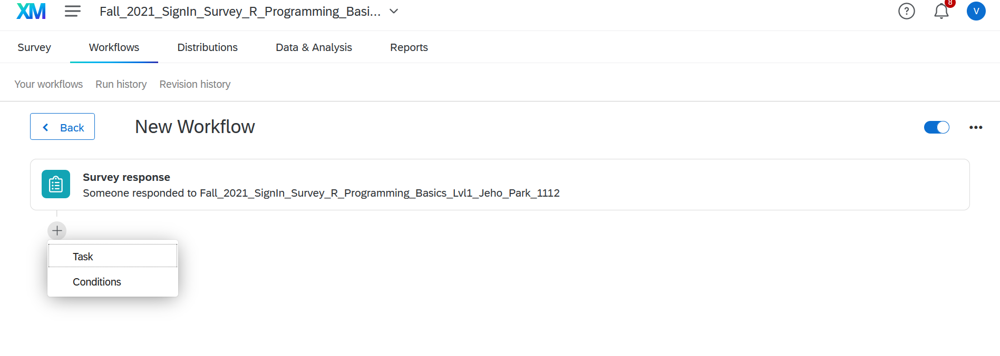 XM Fall_2021_SignIn_Survey_R_Programming_Basi... ? 8 V
Survey Workflows Distributions Data & Analysis Reports
Your workflows Run history Revision history
Back New Workflow
Survey response
Someone responded to Fall_2021_SignIn_Survey_R_Programming_Basics_Lvl1_Jeho_Park_1112
Task
Conditions